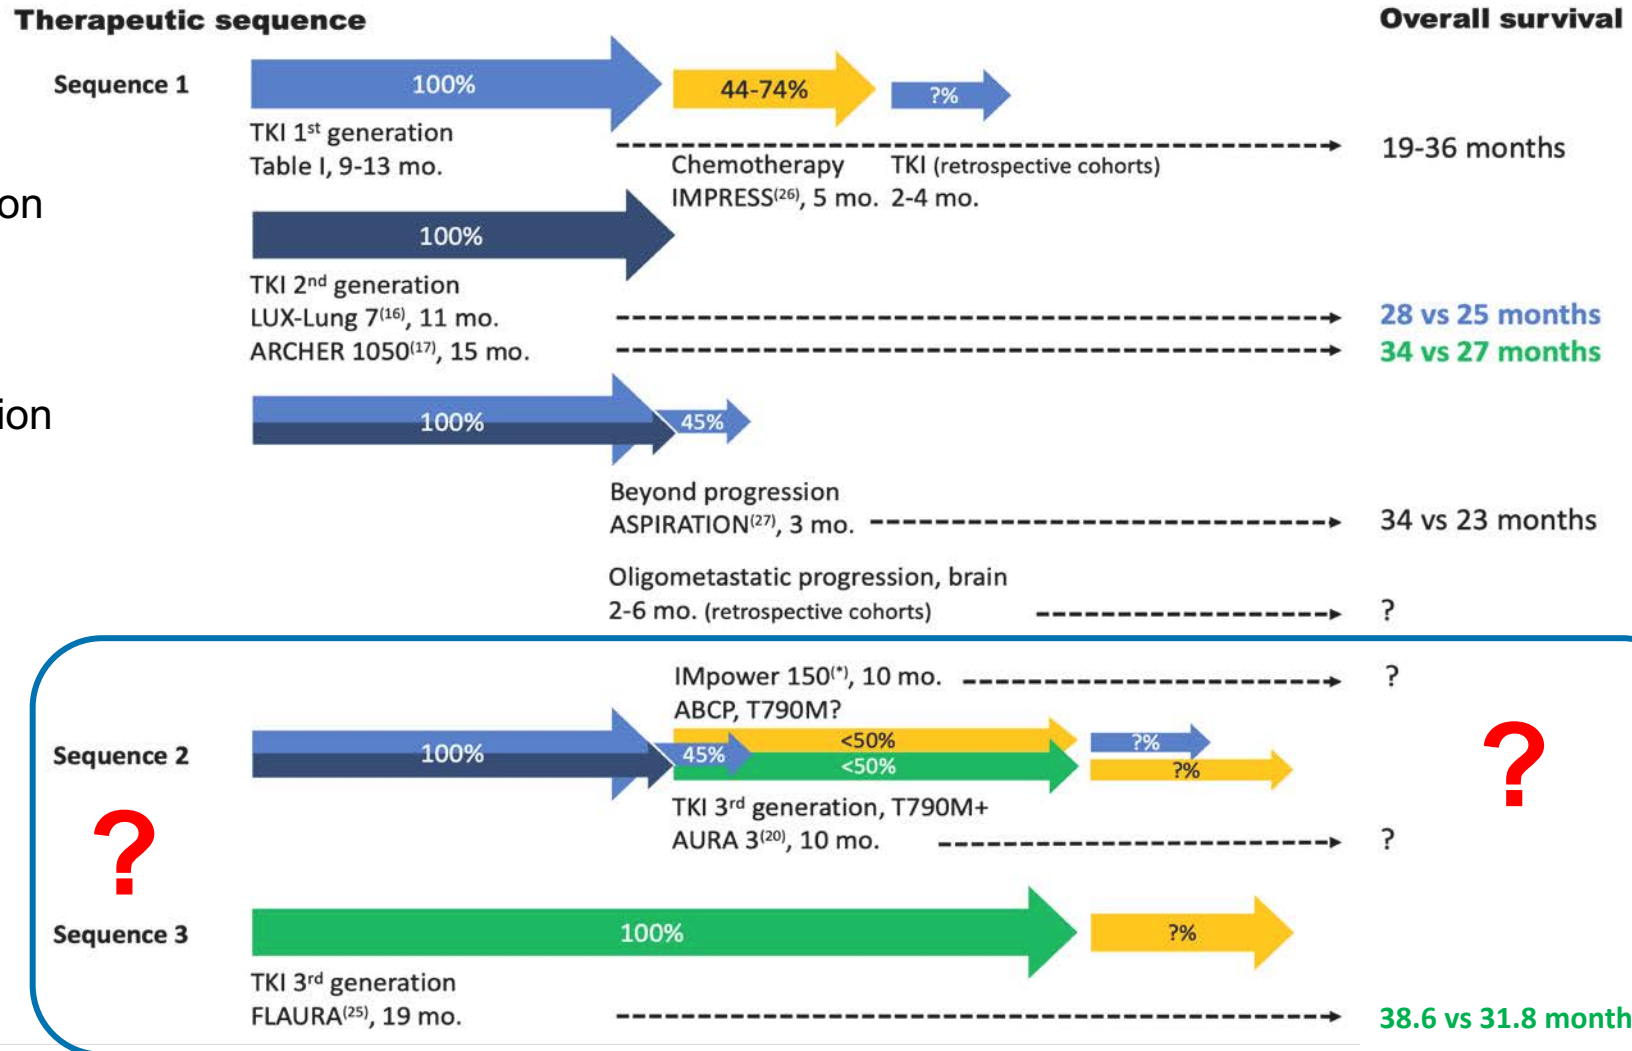 Therapeutic sequence
Overall survival
Sequence 1
100%
44-74%
?%
TKI 1st generation
Table I, 9-13 mo.
Chemotherapy
IMPRESS(26), 5 mo.
TKI (retrospective cohorts)
2-4 mo.
19-36 months
on
100%
TKI 2nd generation
LUX-Lung 7(16), 11 mo.
28 vs 25 months
ARCHER 1050(17), 15 mo.
34 vs 27 months
ion
100%
45%
Beyond progression
ASPIRATION(27), 3 mo.
34 vs 23 months
Oligometastatic progression, brain
2-6 mo. (retrospective cohorts)
?
IMpower 150(*), 10 mo.
?
ABCP, T790M?
Sequence 2
100%
45%
<50%
<50%
?%
?%
?
TKI 3rd generation, T790M+
AURA 3(20), 10 mo.
?
?
Sequence 3
100%
?%
TKI 3rd generation
FLAURA(25), 19 mo.
38.6 vs 31.8 month